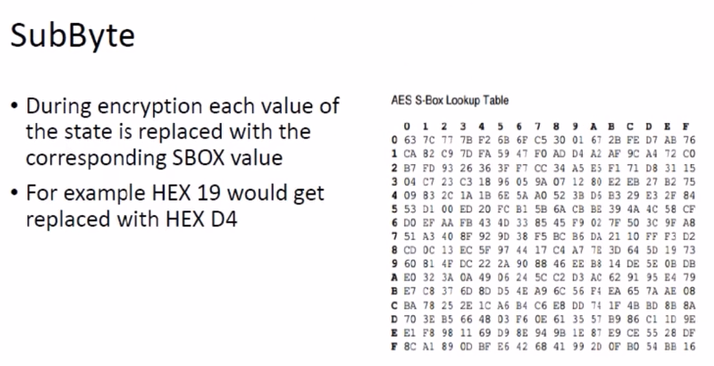 SubByte
• During encryption each value of
the state is replaced with the
corresponding SBOX value
• For example HEX 19 would get
replaced with HEX D4
AES S-Box Lookup Table
0 1 2 3 4 5 6 7 8 9 A B C D E F
0 63 7C 77 7B F2 6B 6F C5 30 01 67 2B FE D7 AB 76
1 CA 82 C9 7D FA 59 47 F0 AD D4 A2 AF 9C A4 72 C0
2 B7 FD 93 26 36 3F F7 CC 34 A5 E5 F1 71 D8 31 15
3 04 C7 23 C3 18 96 05 9A 07 12 80 E2 EB 27 B2 75
4 09 83 2C 1A 1B 6E 5A A0 52 3B D6 B3 29 E3 2F 84
5 53 D1 00 ED 20 FC B1 5B 6A CB BE 39 4A 4C 58 CF
6 D0 EF AA FB 43 4D 33 85 45 F9 02 7F 50 3C 9F A8
7 51 A3 40 8F 92 9D 38 F5 BC B6 DA 21 10 FF F3 D2
8 CD 0C 13 EC 5F 97 44 17 C4 A7 7E 3D 64 5D 19 73
9 60 81 4F DC 22 2A 90 88 46 EE B8 14 DE 5E 0B DB
A E0 32 3A 0A 49 06 24 5C C2 D3 AC 62 91 95 E4 79
B E7 C8 37 6D 8D D5 4E A9 6C 56 F4 EA 65 7A AE 08
C BA 78 25 2E 1C A6 B4 C6 E8 DD 74 1F 4B BD 8B 8A
D 70 3E B5 66 48 03 F6 0E 61 35 57 B9 86 C1 1D 9E
E E1 F8 98 11 69 D9 8E 94 9B 1E 87 E9 CE 55 28 DF
F 8C A1 89 0D BF E6 42 68 41 99 2D 0F B0 54 BB 16